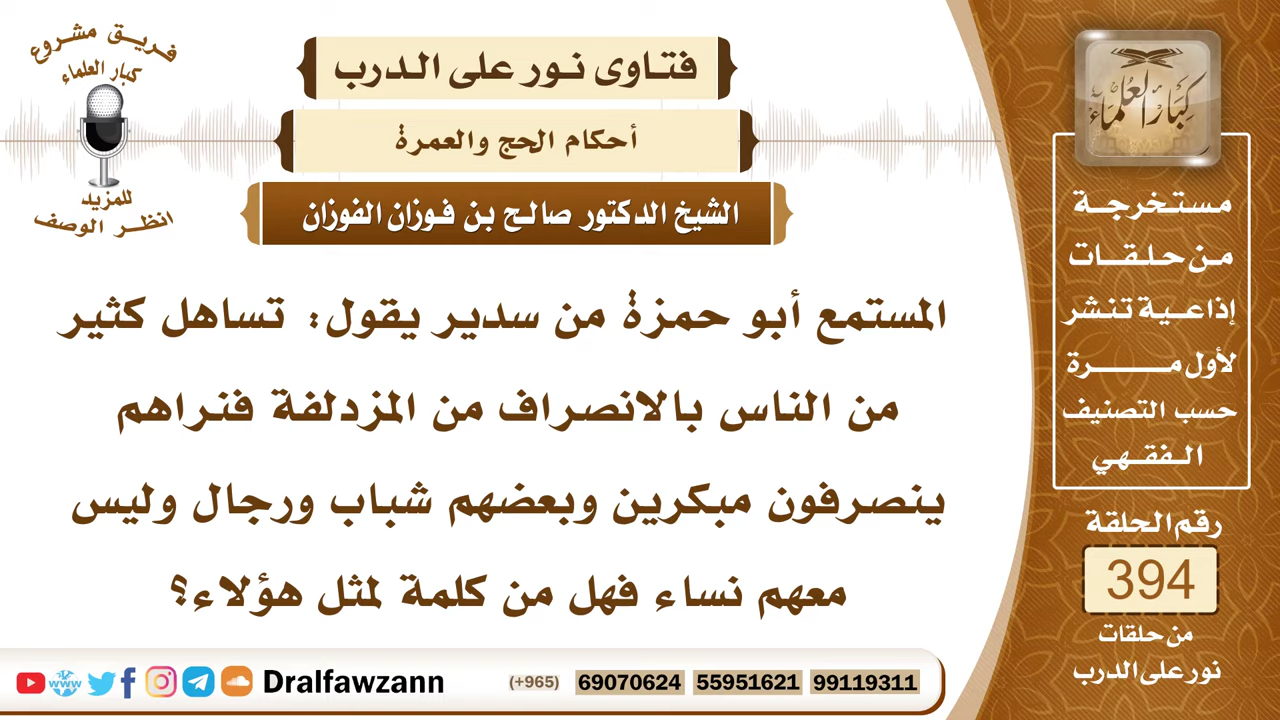 فريق مشروع
كبار العلماء
للمزيد
انظر الوصف
فتاوى نور على الدرب
أحكام الحج والعمرة
الشيخ الدكتور صالح بن فوزان الفوزان
المستمع أبو حمزة من سدير يقول: تساهل كثير
من الناس بالانصراف من المزدلفة فنراهم
ينصرفون مبكرين وبعضهم شباب ورجال وليس
معهم نساء فهل من كلمة لمثل هؤلاء؟
كبار العلماء
مستخرجة
من حلقات
إذاعية تنشر
لأول مرة
حسب التصنيف
الفقهي
رقم الحلقة
394
من حلقات
نور على الدرب
www
Dralfawzann (+965) 69070624 55951621 99119311